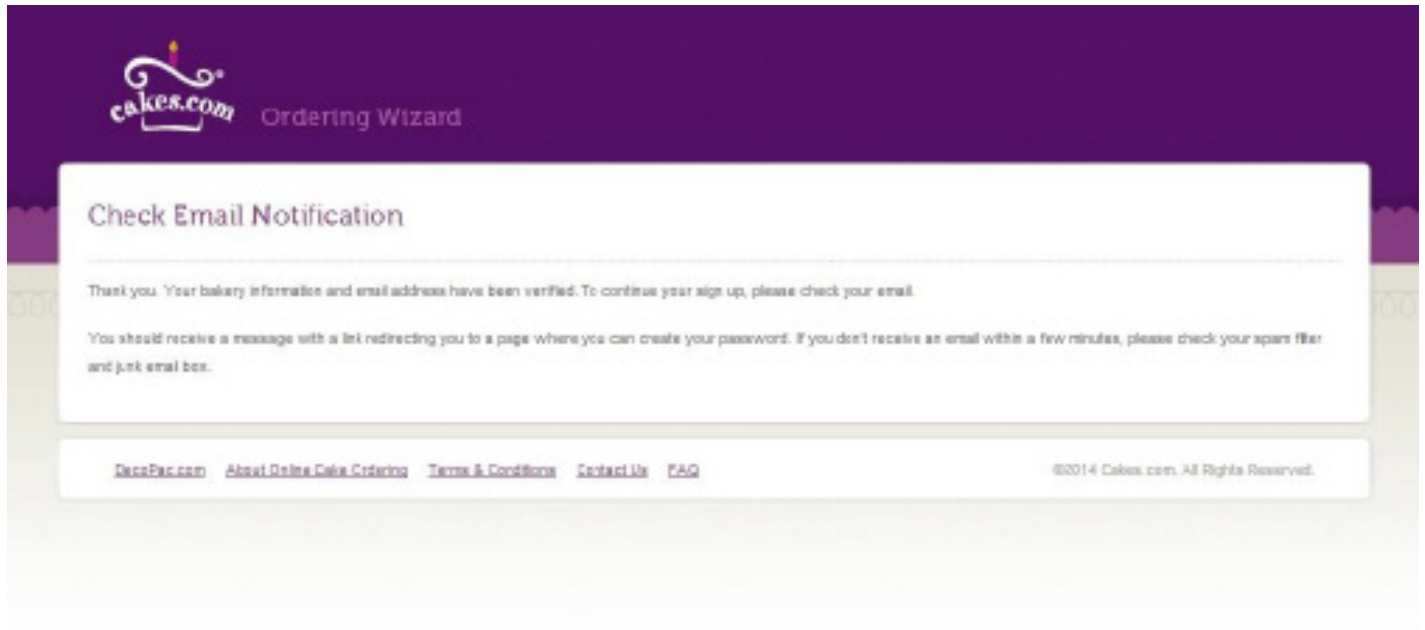 cakes.com
Ordering Wizard
Check Email Notification
Thank you. Your bakery information and email address have been verified. To continue your sign up, please check your email.
You should receive a message with a link redirecting you to a page where you can create your password. If you don't receive an email within a few minutes, please check your spam filter
and junk email box.
DecoPac.com About Online Cake Ordering Terms & Conditions Contact Us FAQ ©2014 Cakes.com. All Rights Reserved.